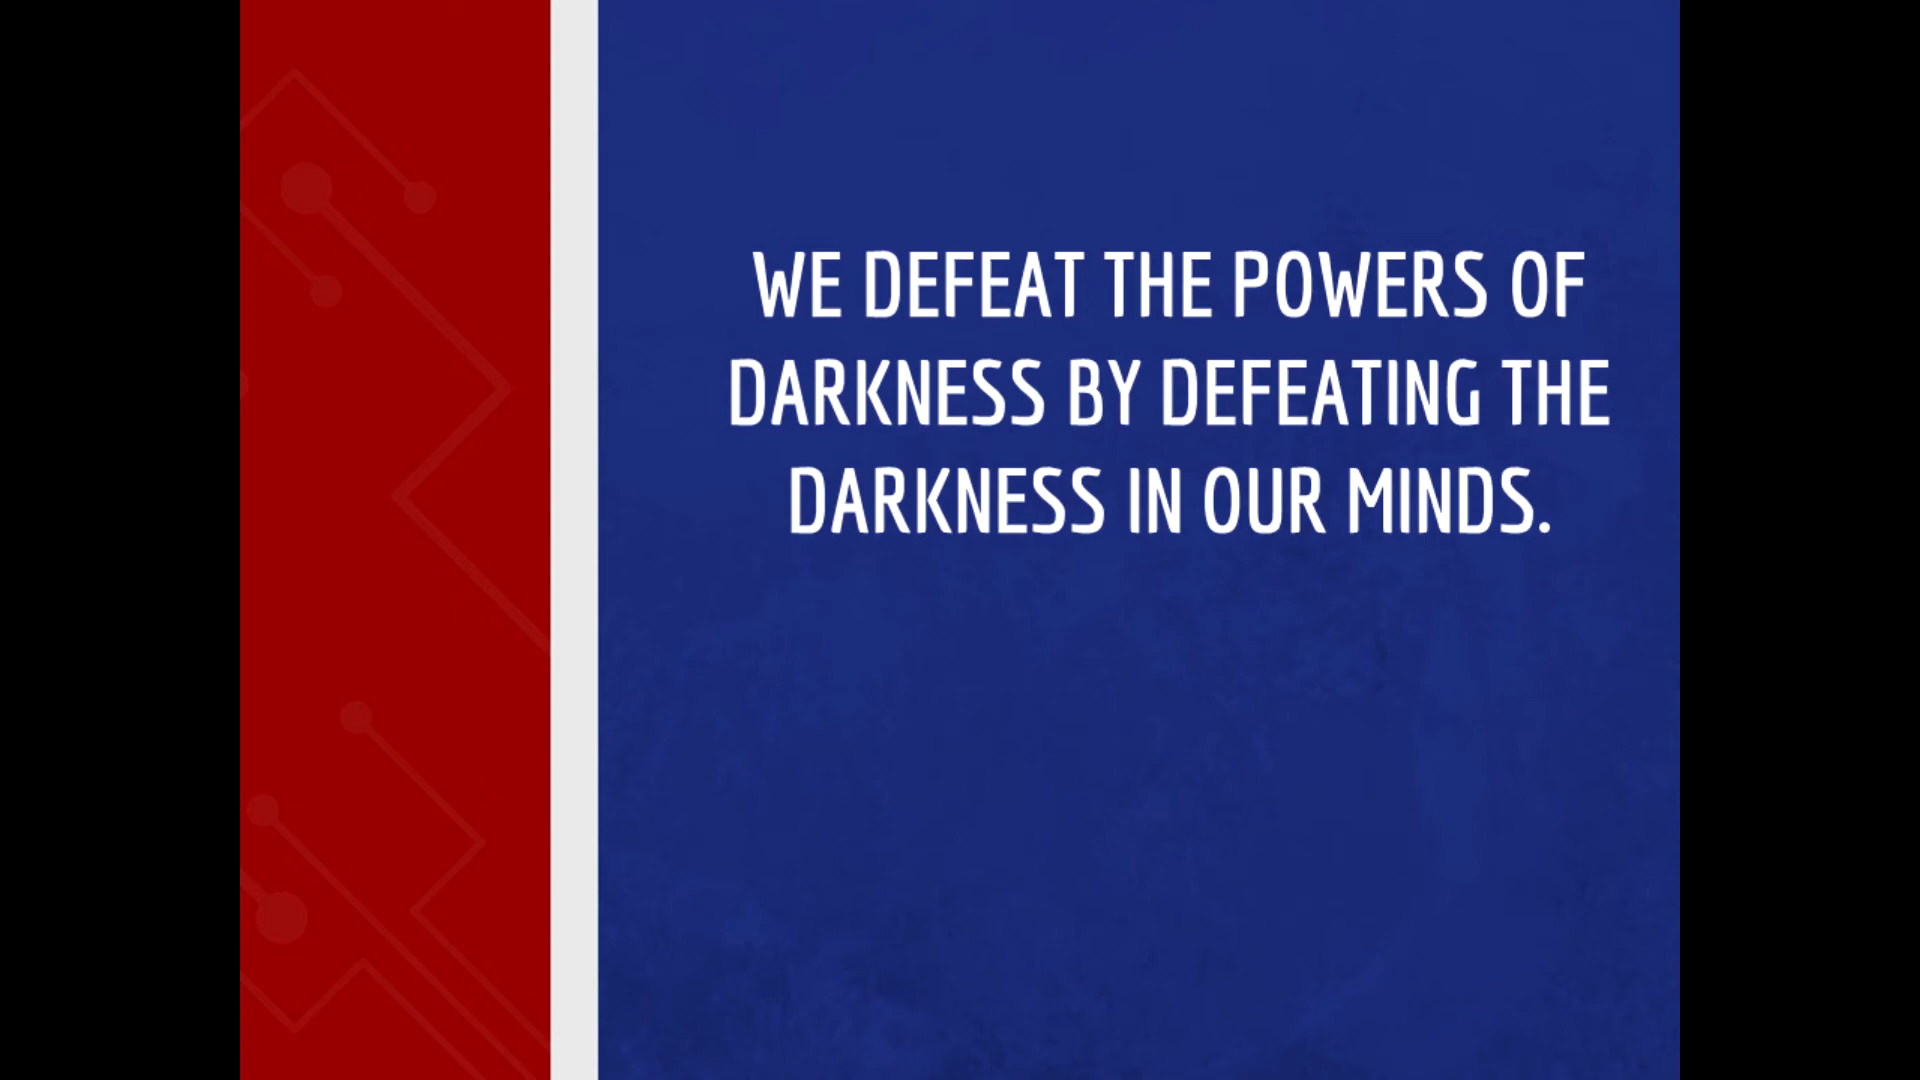 WE DEFEAT THE POWERS OF
DARKNESS BY DEFEATING THE
DARKNESS IN OUR MINDS.